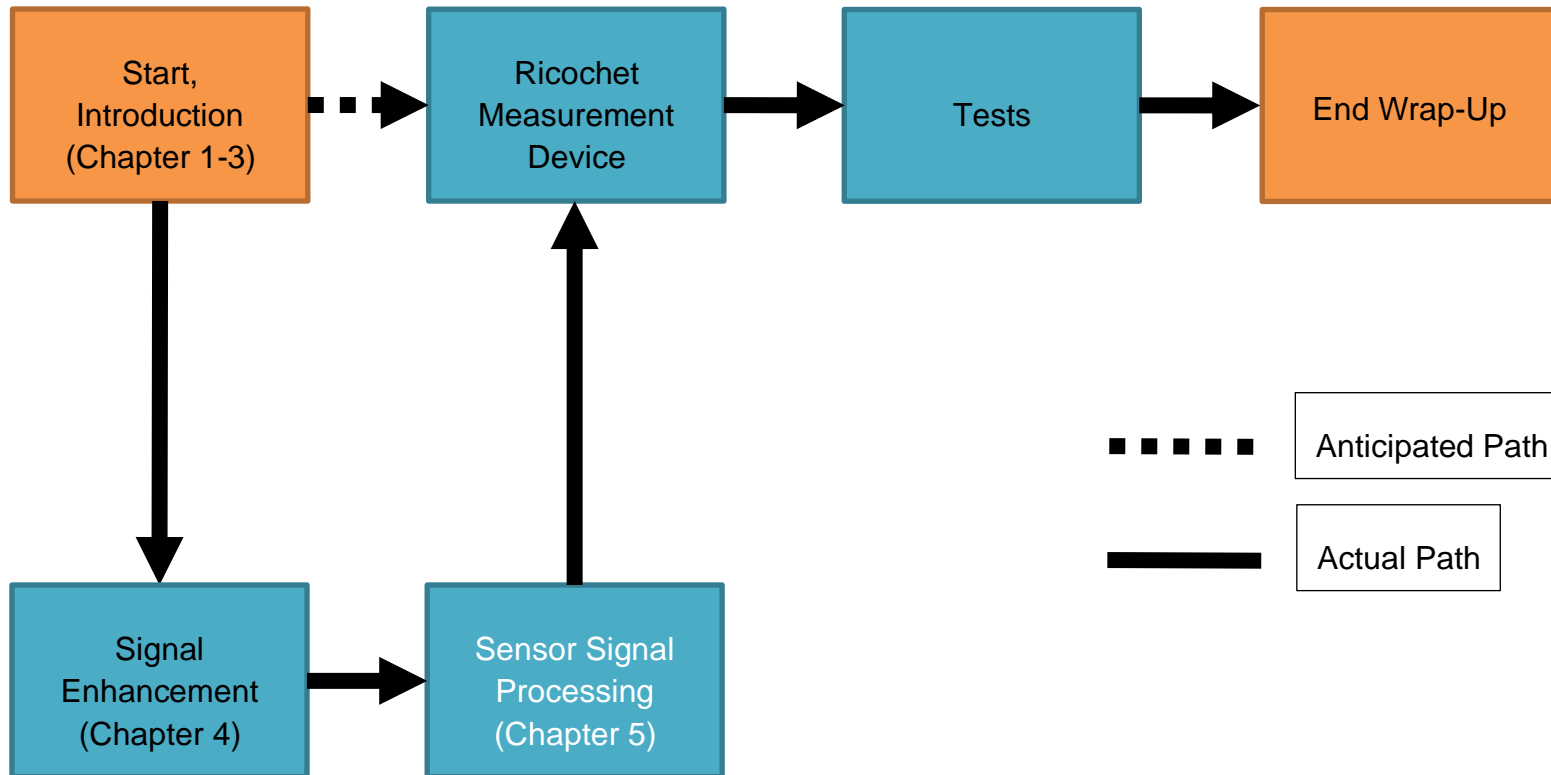 Start,
Introduction
(Chapter 1-3)
Ricochet
Measurement
Device
Tests
End Wrap-Up
Anticipated Path
Actual Path
Signal
Enhancement
(Chapter 4)
Sensor Signal
Processing
(Chapter 5)